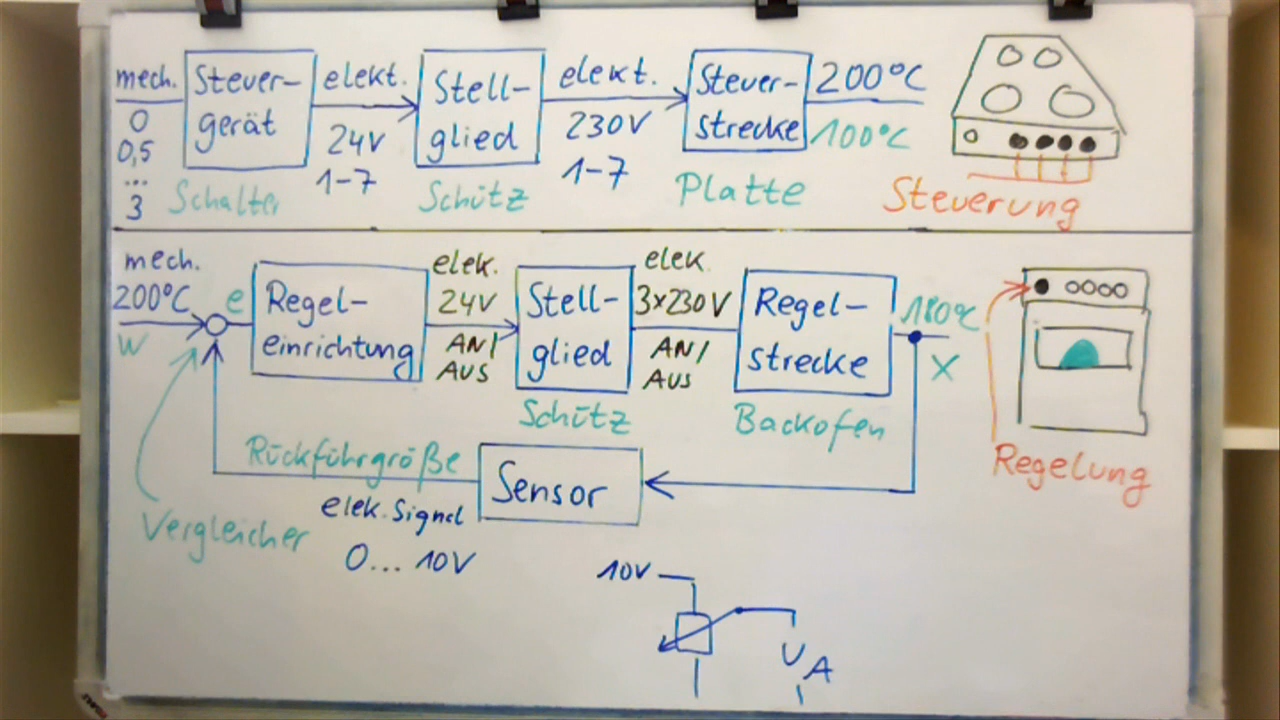 mech.
0
0,5
...
3
Steuer-
gerät
Schalter
elekt.
24V
1-7
Stell-
glied
Schütz
elekt.
230V
1-7
Steuer-
strecke
Platte
200°C
100°C
Steuerung
mech.
200°C
W
e
Regel-
einrichtung
elek.
24V
AN/
AUS
Stell-
glied
Schütz
elek
3x230V
AN/
AUS
Regel-
strecke
Backofen
180°C
X
Regelung
Rückführgröße
elek. Signal
0... 10V
Sensor
Vergleicher
10V
UA